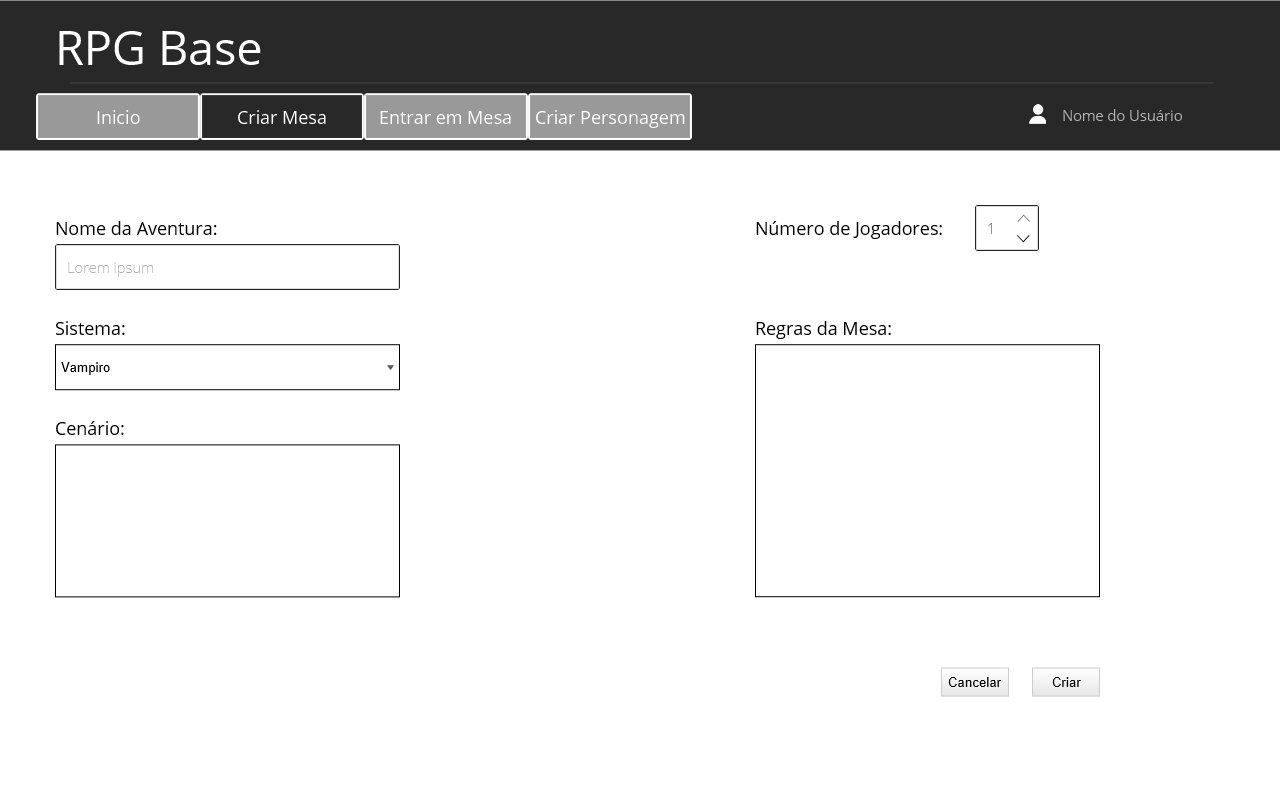 RPG Base
Inicio
Criar Mesa
Entrar em Mesa
Criar Personagem
Nome do Usuário
Nome da Aventura:
Lorem ipsum
Número de Jogadores:
1
Sistema:
Vampiro
Regras da Mesa:
Cenário:
Cancelar
Criar